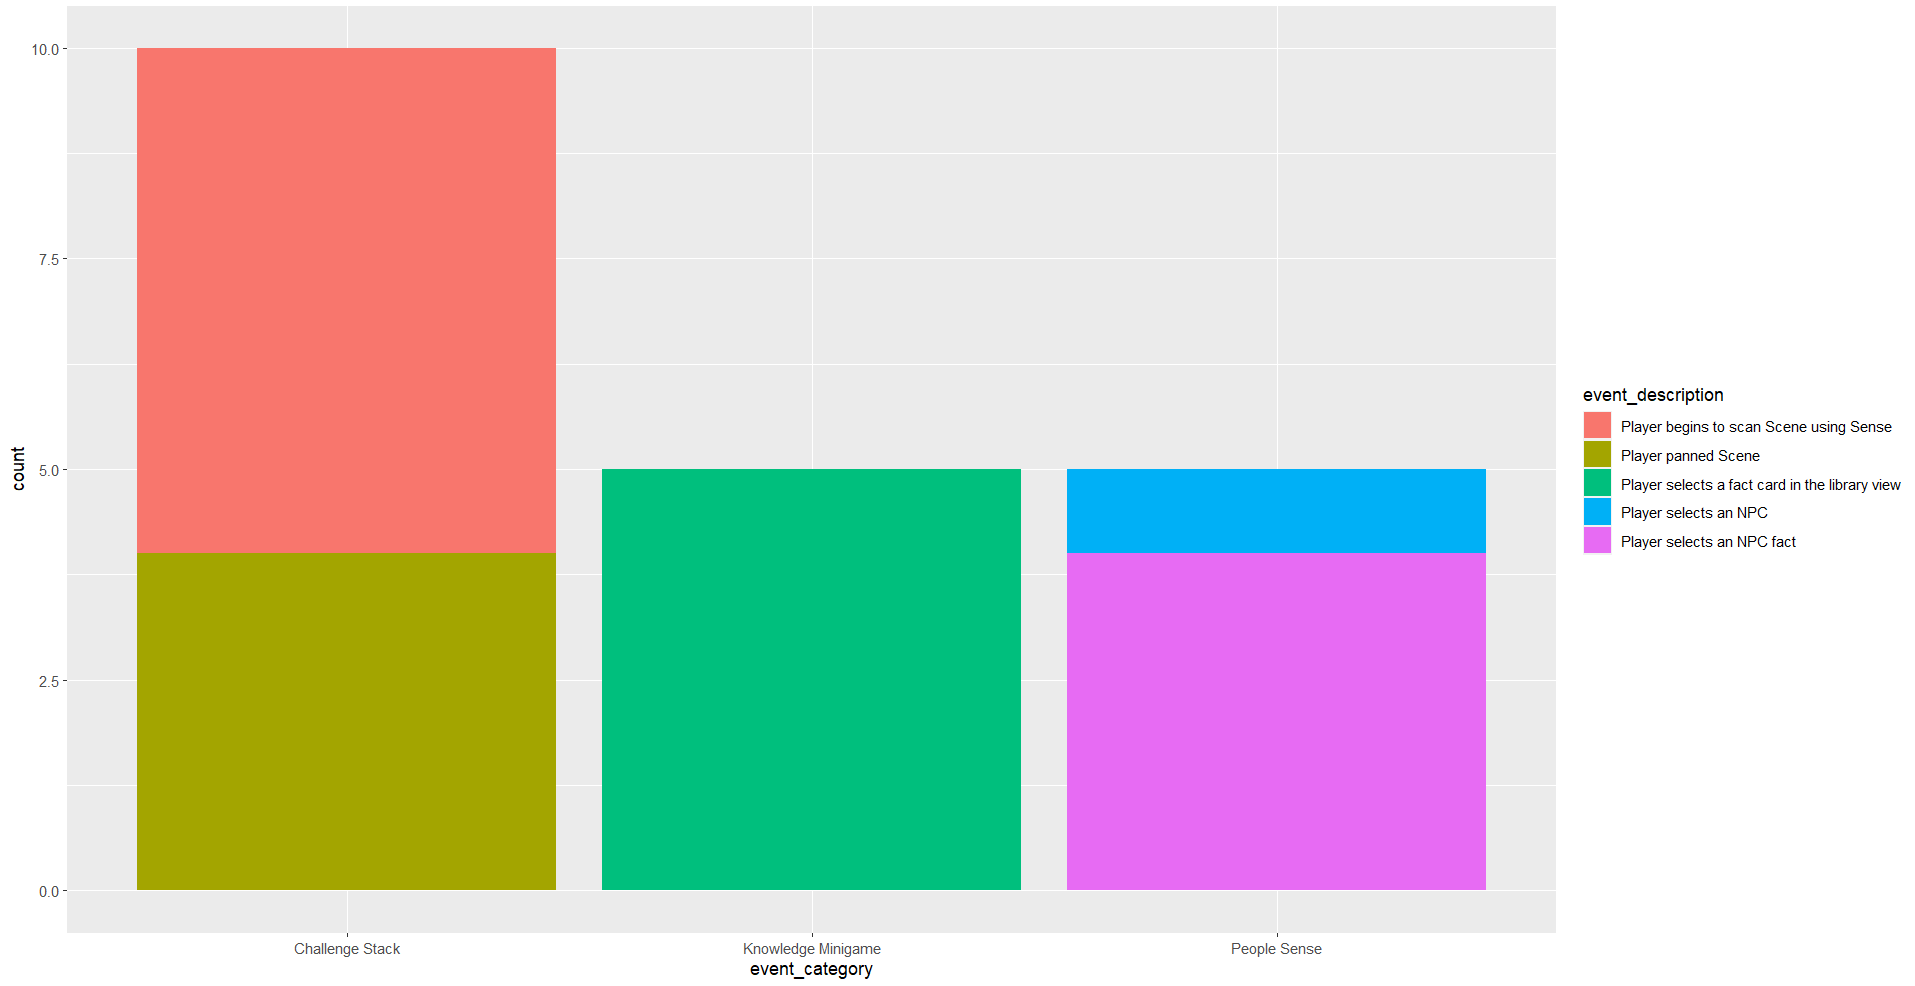 10.0
7.5
5.0
2.5
0.0
count
Challenge Stack
Knowledge Minigame
People Sense
event_category
event_description
Player begins to scan Scene using Sense
Player panned Scene
Player selects a fact card in the library view
Player selects an NPC
Player selects an NPC fact